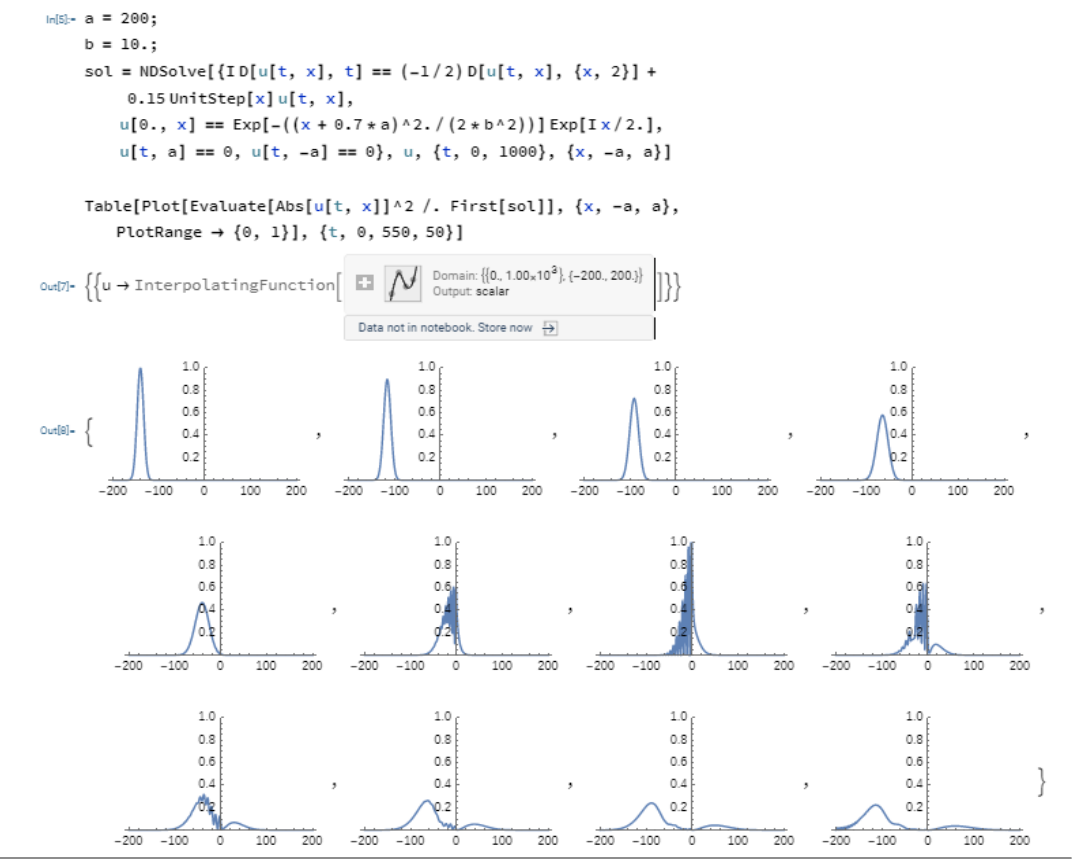 In[5]:= a = 200;
b = 10.;
sol = NDSolve[{I D[u[t, x], t] == (-1/2) D[u[t, x], {x, 2}] +
0.15 UnitStep[x] u[t, x],
u[0., x] == Exp[-((x + 0.7 * a)^2. / (2 * b^2))] Exp[I x/2.],
u[t, a] == 0, u[t, -a] == 0}, u, {t, 0, 1000}, {x, -a, a}]
Table[Plot[Evaluate[Abs[u[t, x]]^2 /. First[sol]], {x, -a, a},
PlotRange → {0, 1}], {t, 0, 550, 50}]
Out[7]= {{u → InterpolatingFunction[ Domain: {{0., 1.00×10³}, {-200., 200.}}
Output: scalar ]}}
Data not in notebook. Store now
1.0 1.0 1.0 1.0
0.8 0.8 0.8 0.8
0.6 0.6 0.6 0.6
Out[8]= { 0.4 , 0.4 , 0.4 , 0.4 ,
0.2 0.2 0.2 0.2
-200 -100 0 100 200 -200 -100 0 100 200 -200 -100 0 100 200 -200 -100 0 100 200
1.0 1.0 1.0 1.0
0.8 0.8 0.8 0.8
0.6 0.6 0.6 0.6
0.4 , 0.4 , 0.4 , 0.4 ,
0.2 0.2 0.2 0.2
-200 -100 0 100 200 -200 -100 0 100 200 -200 -100 0 100 200 -200 -100 0 100 200
1.0 1.0 1.0 1.0
0.8 0.8 0.8 0.8
0.6 0.6 0.6 0.6
0.4 , 0.4 , 0.4 , 0.4 }
0.2 0.2 0.2 0.2
-200 -100 0 100 200 -200 -100 0 100 200 -200 -100 0 100 200 -200 -100 0 100 200